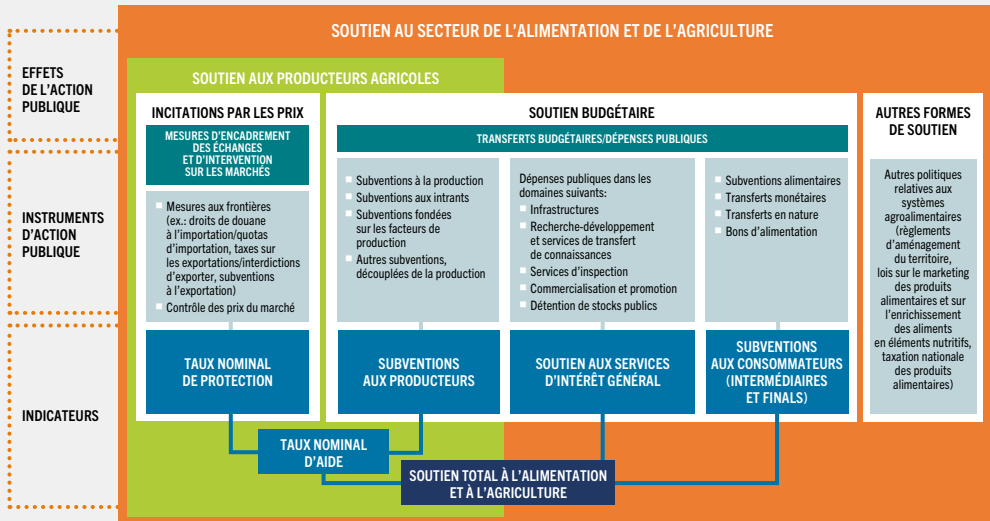 SOUTIEN AU SECTEUR DE L'ALIMENTATION ET DE L'AGRICULTURE
EFFETS
DE L'ACTION
PUBLIQUE
SOUTIEN AUX PRODUCTEURS AGRICOLES
INCITATIONS PAR LES PRIX
MESURES D'ENCADREMENT
DES ÉCHANGES
ET D'INTERVENTION
SUR LES MARCHÉS
SOUTIEN BUDGÉTAIRE
TRANSFERTS BUDGÉTAIRES/DÉPENSES PUBLIQUES
AUTRES FORMES
DE SOUTIEN
INSTRUMENTS
D'ACTION
PUBLIQUE
Mesures aux frontières
(ex.: droits de douane
à l'importation/quotas
d'importation, taxes sur
les exportations/interdictions
d'exporter, subventions
à l'exportation)
Contrôle des prix du marché
Subventions à la production
Subventions aux intrants
Subventions fondées
sur les facteurs de
production
Autres subventions,
découplées de la production
Dépenses publiques dans les
domaines suivants:
Infrastructures
Recherche-développement
et services de transfert
de connaissances
Services d'inspection
Commercialisation et promotion
Détention de stocks publics
Subventions alimentaires
Transferts monétaires
Transferts en nature
Bons d'alimentation
Autres politiques
relatives aux
systèmes
agroalimentaires
(règlements
d'aménagement
du territoire,
lois sur le marketing
des produits
alimentaires et sur
l'enrichissement
des aliments
en éléments nutritifs,
taxation nationale
des produits
alimentaires)
INDICATEURS
TAUX NOMINAL
DE PROTECTION
SUBVENTIONS
AUX PRODUCTEURS
SOUTIEN AUX SERVICES
D'INTÉRÊT GÉNÉRAL
SUBVENTIONS
AUX CONSOMMATEURS
(INTERMÉDIAIRES
ET FINALS)
TAUX NOMINAL
D'AIDE
SOUTIEN TOTAL À L'ALIMENTATION
ET À L'AGRICULTURE